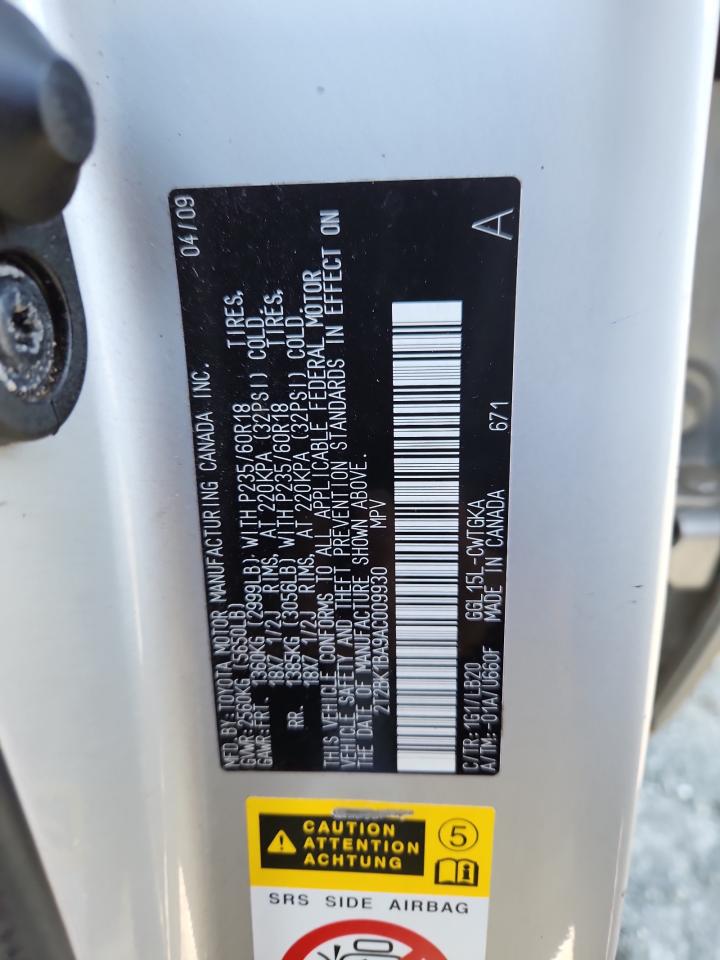 MFD.BY:TOYOTA MOTOR MANUFACTURING CANADA INC. 04/09
GVWR:2560KG (5650LB)
GAWR:FRT 1360KG (2999LB) WITH P235/60R18 TIRES,
18X7 1/2J RIMS, AT 220KPA (32PSI) COLD.
RR. 1385KG (3056LB) WITH P235/60R18 TIRES,
18X7 1/2J RIMS, AT 220KPA (32PSI) COLD.
THIS VEHICLE CONFORMS TO ALL APPLICABLE FEDERAL MOTOR
VEHICLE SAFETY AND THEFT PREVENTION STANDARDS IN EFFECT ON
THE DATE OF MANUFACTURE SHOWN ABOVE.
2T2BK1BA9AC009930 MPV
C/TR:1G1/LB20 GGL15L-CWTGKA 671 A
A/TM:-01A/U660F MADE IN CANADA
CAUTION
ATTENTION
ACHTUNG
5
SRS SIDE AIRBAG